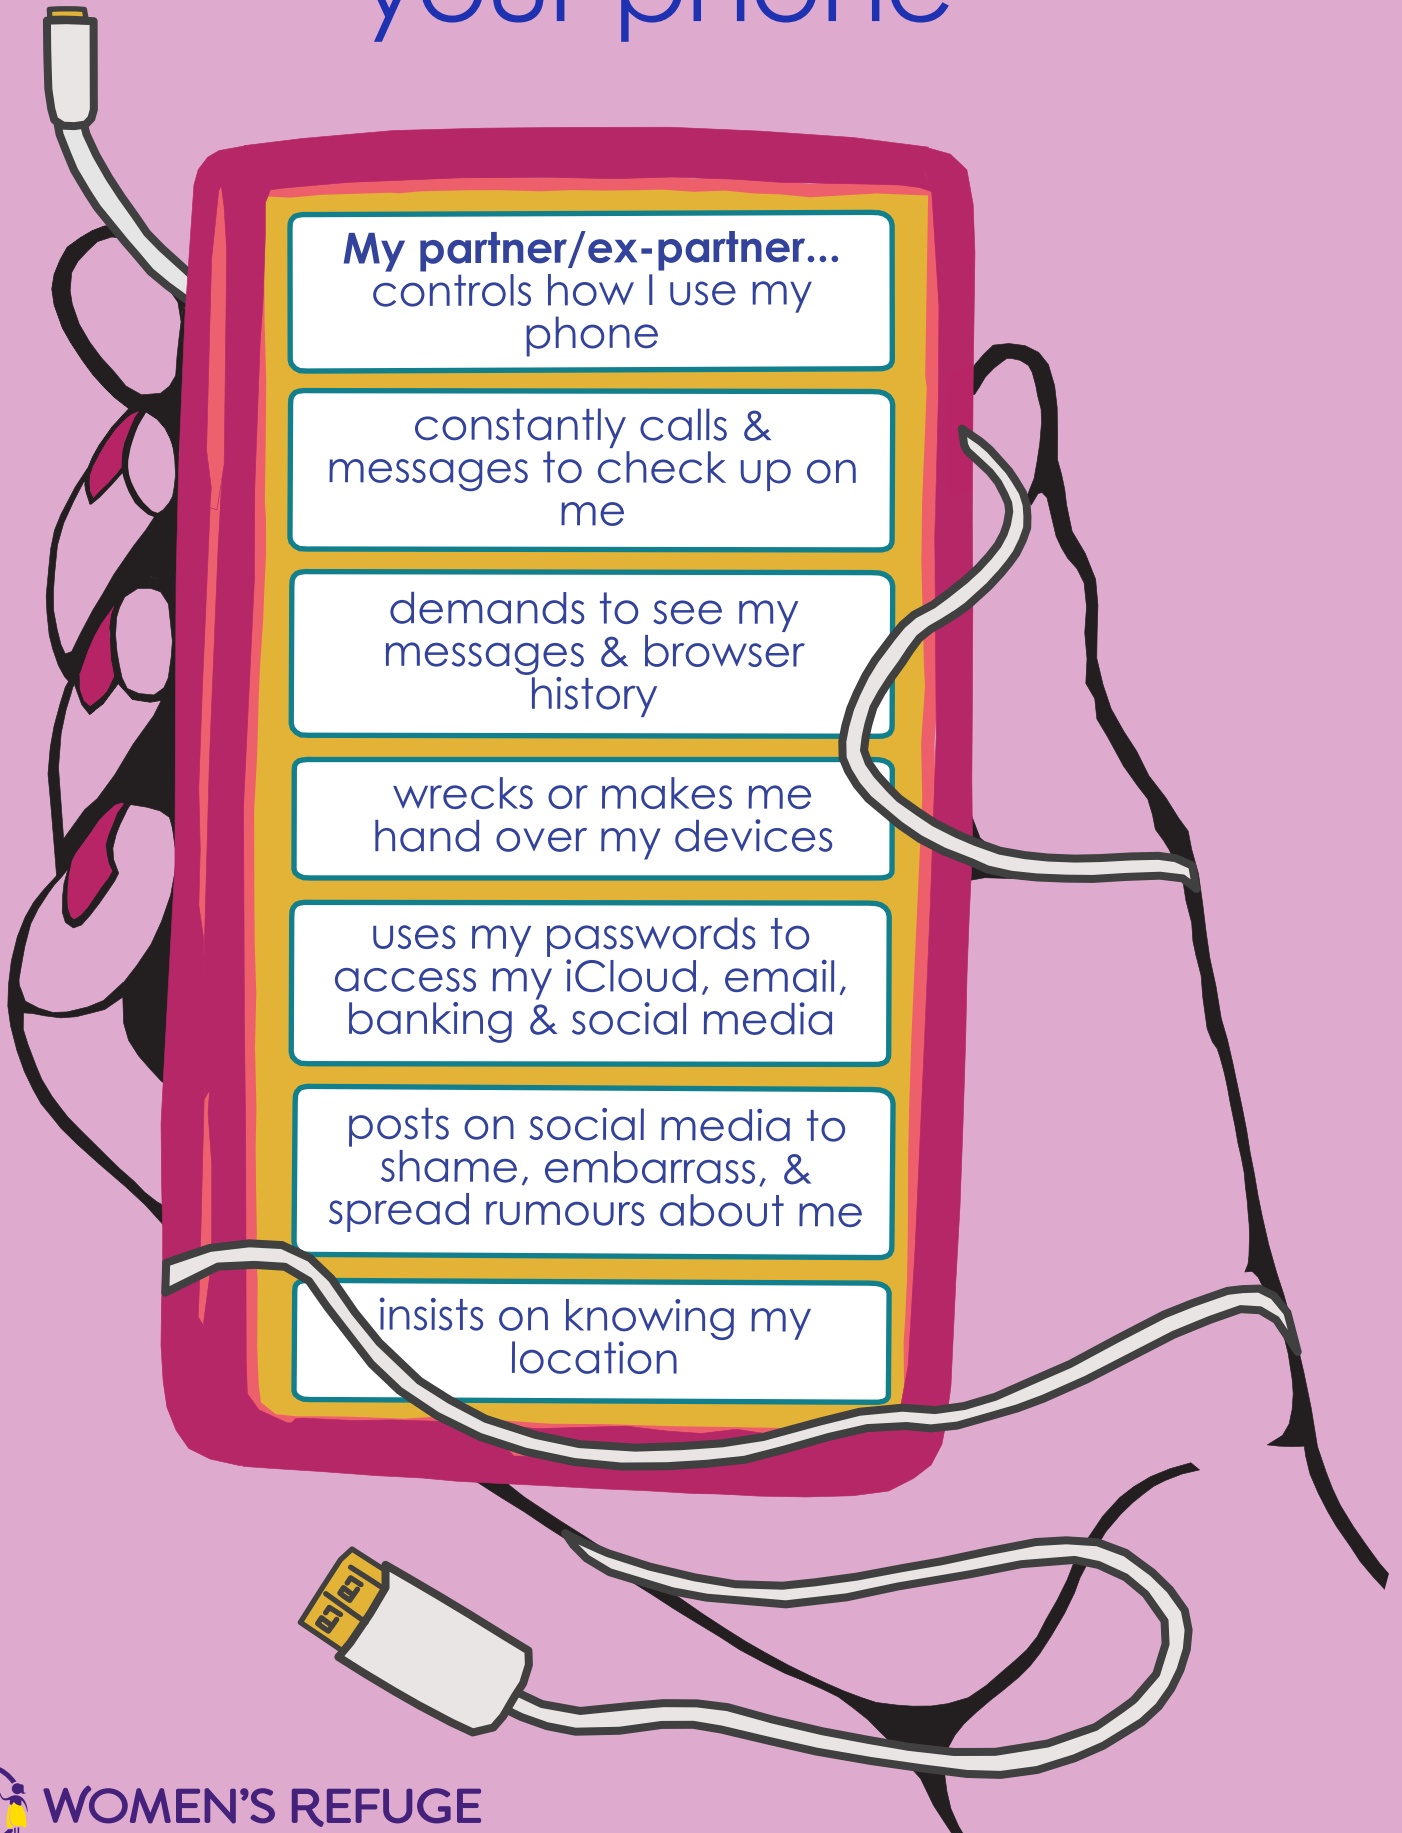 your phone
My partner/ex-partner...
controls how I use my
phone
constantly calls &
messages to check up on
me
demands to see my
messages & browser
history
wrecks or makes me
hand over my devices
uses my passwords to
access my iCloud, email,
banking & social media
posts on social media to
shame, embarrass, &
spread rumours about me
insists on knowing my
location
WOMEN'S REFUGE